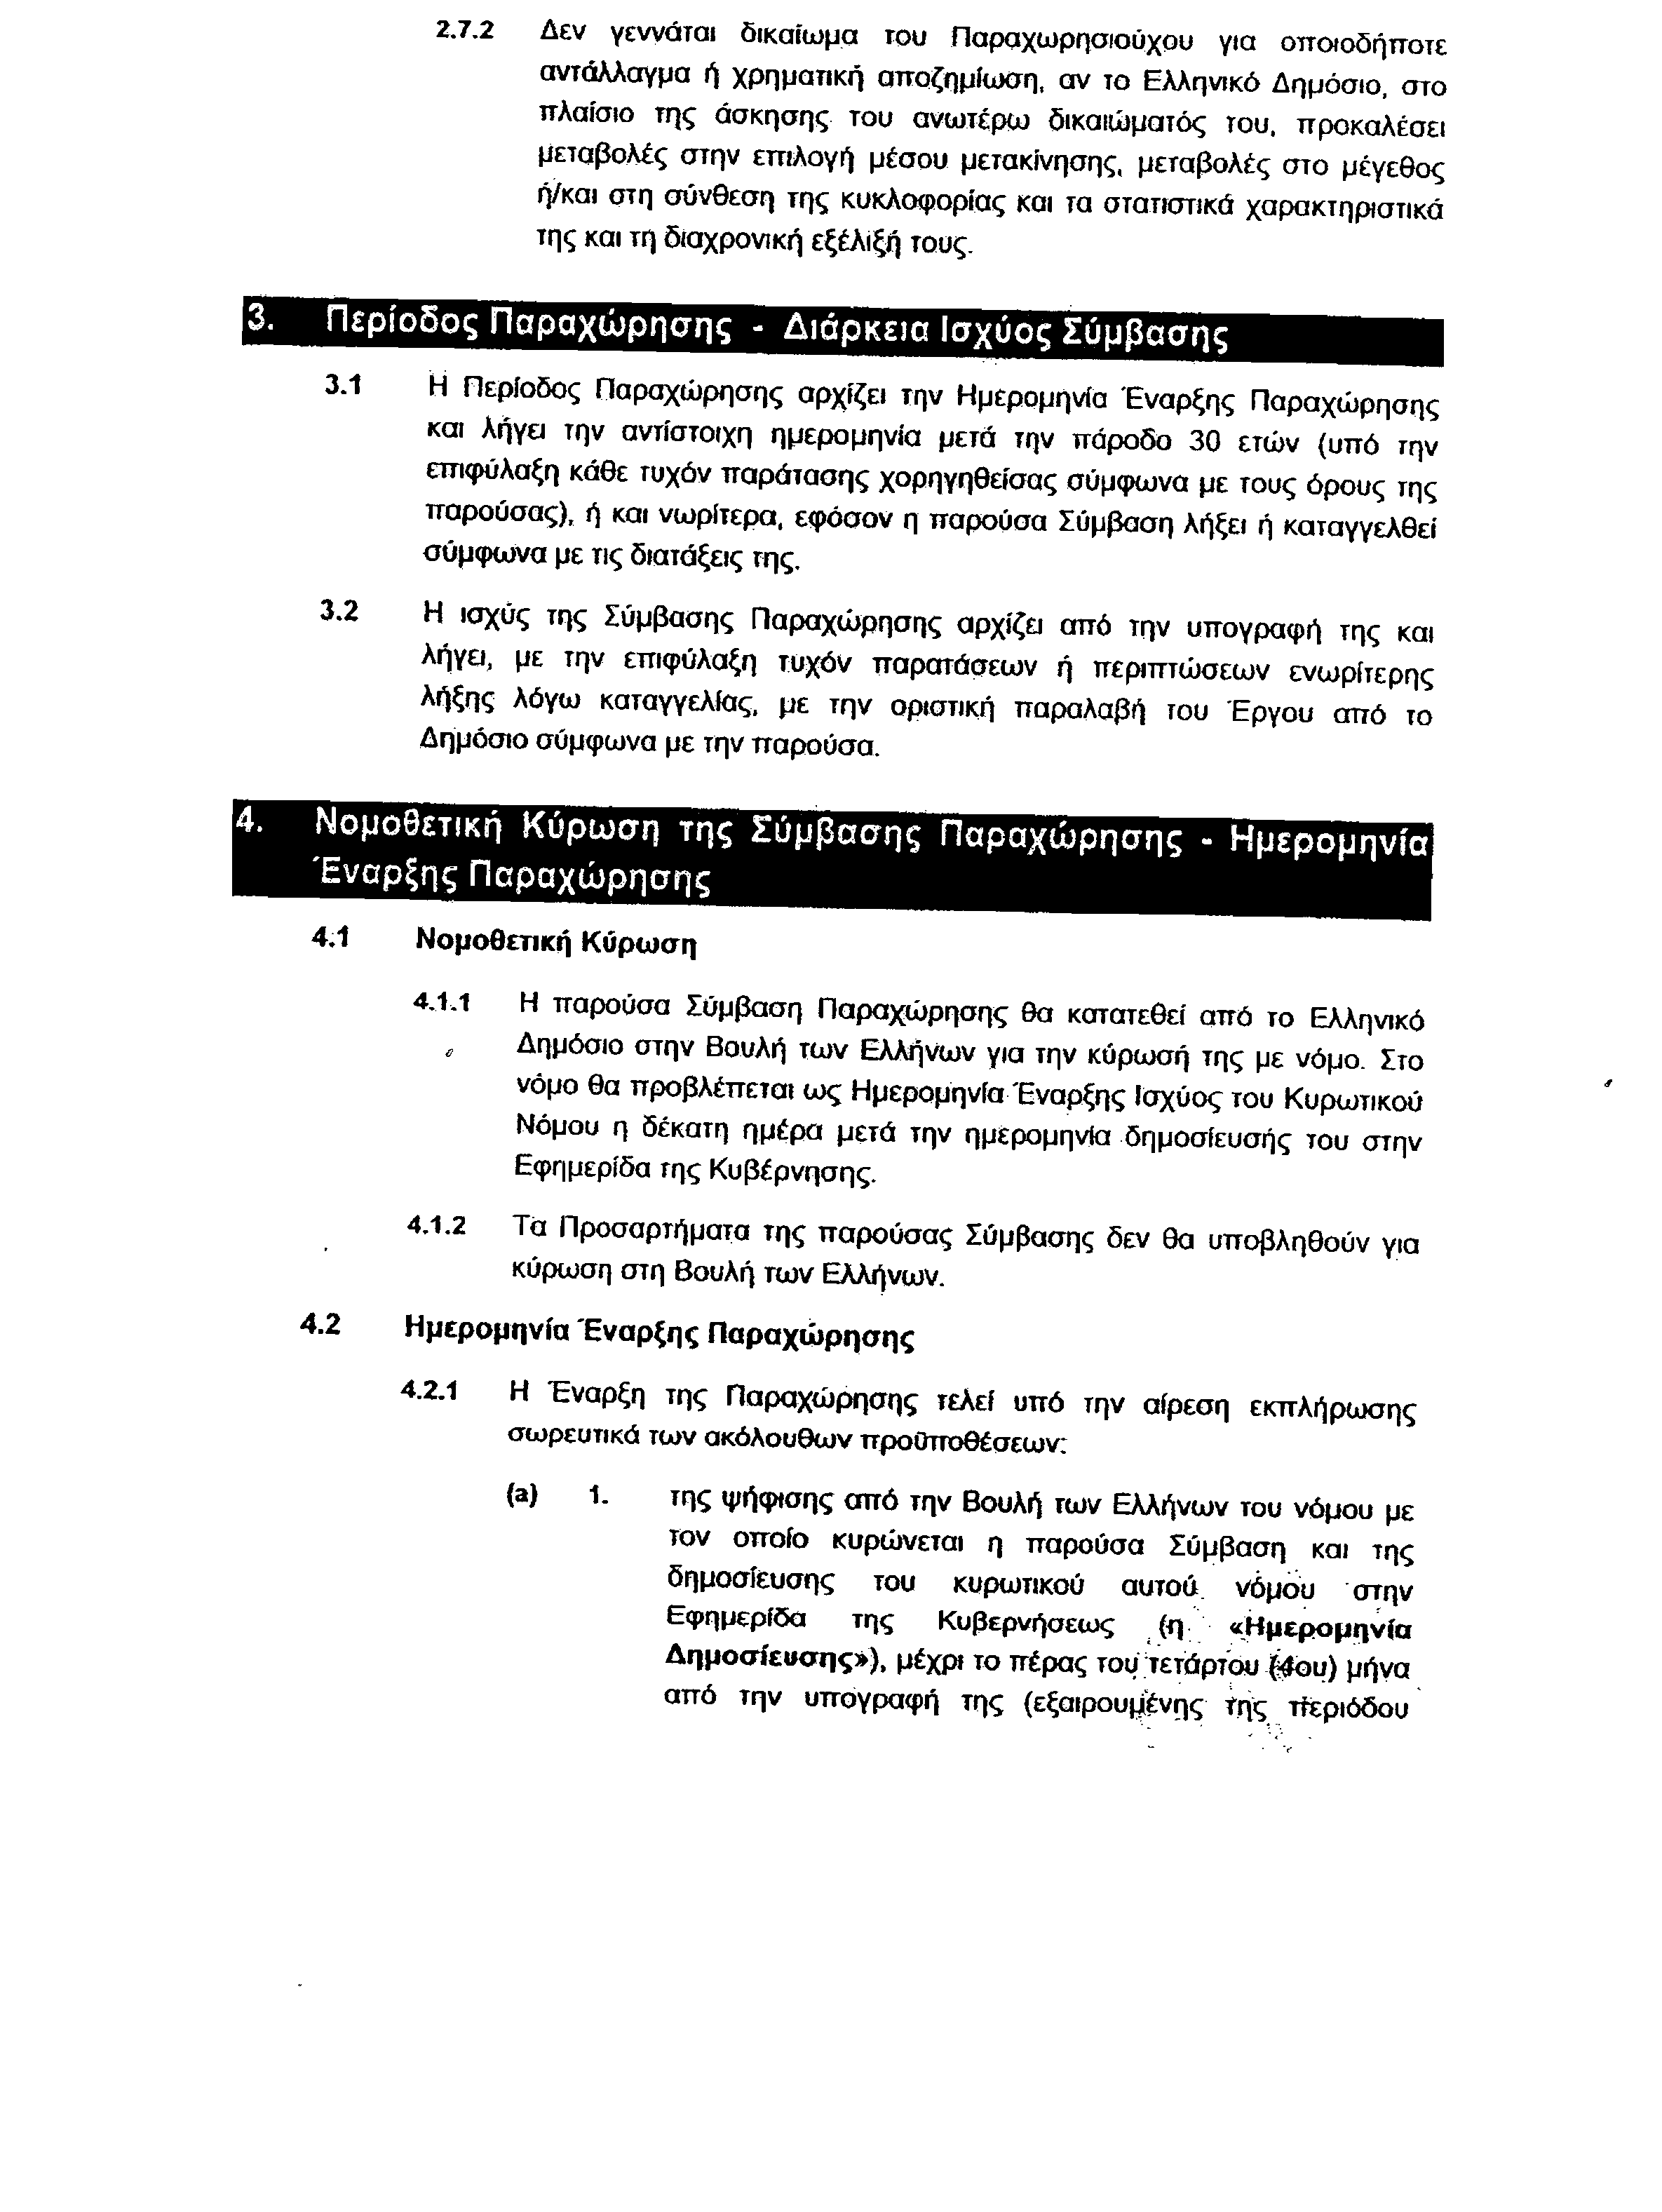 2.7.2 Δεν γεννάται δικαίωμα του Παραχωρησιούχου για οποιοδήποτε
αντάλλαγμα ή χρηματική αποζημίωση, αν το Ελληνικό Δημόσιο, στο
πλαίσιο της άσκησης του ανωτέρω δικαιώματός του, προκαλέσει
μεταβολές στην επιλογή μέσου μετακίνησης, μεταβολές στο μέγεθος
ή/και στη σύνθεση της κυκλοφορίας και τα στατιστικά χαρακτηριστικά
της και τη διαχρονική εξέλιξή τους.
3. Περίοδος Παραχώρησης - Διάρκεια Ισχύος Σύμβασης
3.1 Η Περίοδος Παραχώρησης αρχίζει την Ημερομηνία Έναρξης Παραχώρησης
και λήγει την αντίστοιχη ημερομηνία μετά την πάροδο 30 ετών (υπό την
επιφύλαξη κάθε τυχόν παράτασης χορηγηθείσας σύμφωνα με τους όρους της
παρούσας), ή και νωρίτερα, εφόσον η παρούσα Σύμβαση λήξει ή καταγγελθεί
σύμφωνα με τις διατάξεις της.
3.2 Η ισχύς της Σύμβασης Παραχώρησης αρχίζει από την υπογραφή της και
λήγει, με την επιφύλαξη τυχόν παρατάσεων ή περιπτώσεων ενωρίτερης
λήξης λόγω καταγγελίας, με την οριστική παραλαβή του Έργου από το
Δημόσιο σύμφωνα με την παρούσα.
4. Νομοθετική Κύρωση της Σύμβασης Παραχώρησης - Ημερομηνία
Έναρξης Παραχώρησης
4.1 Νομοθετική Κύρωση
4.1.1 Η παρούσα Σύμβαση Παραχώρησης θα κατατεθεί από το Ελληνικό
Δημόσιο στην Βουλή των Ελλήνων για την κύρωσή της με νόμο. Στο
νόμο θα προβλέπεται ως Ημερομηνία Έναρξης Ισχύος του Κυρωτικού
Νόμου η δέκατη ημέρα μετά την ημερομηνία δημοσίευσής του στην
Εφημερίδα της Κυβέρνησης.
4.1.2 Τα Προσαρτήματα της παρούσας Σύμβασης δεν θα υποβληθούν για
κύρωση στη Βουλή των Ελλήνων.
4.2 Ημερομηνία Έναρξης Παραχώρησης
4.2.1 Η Έναρξη της Παραχώρησης τελεί υπό την αίρεση εκπλήρωσης
σωρευτικά των ακόλουθων προϋποθέσεων:
(a) 1. της ψήφισης από την Βουλή των Ελλήνων του νόμου με
τον οποίο κυρώνεται η παρούσα Σύμβαση και της
δημοσίευσης του κυρωτικού αυτού νόμου στην
Εφημερίδα της Κυβερνήσεως (η «Ημερομηνία
Δημοσίευσης»), μέχρι το πέρας του τετάρτου (4ου) μήνα
από την υπογραφή της (εξαιρουμένης της περιόδου